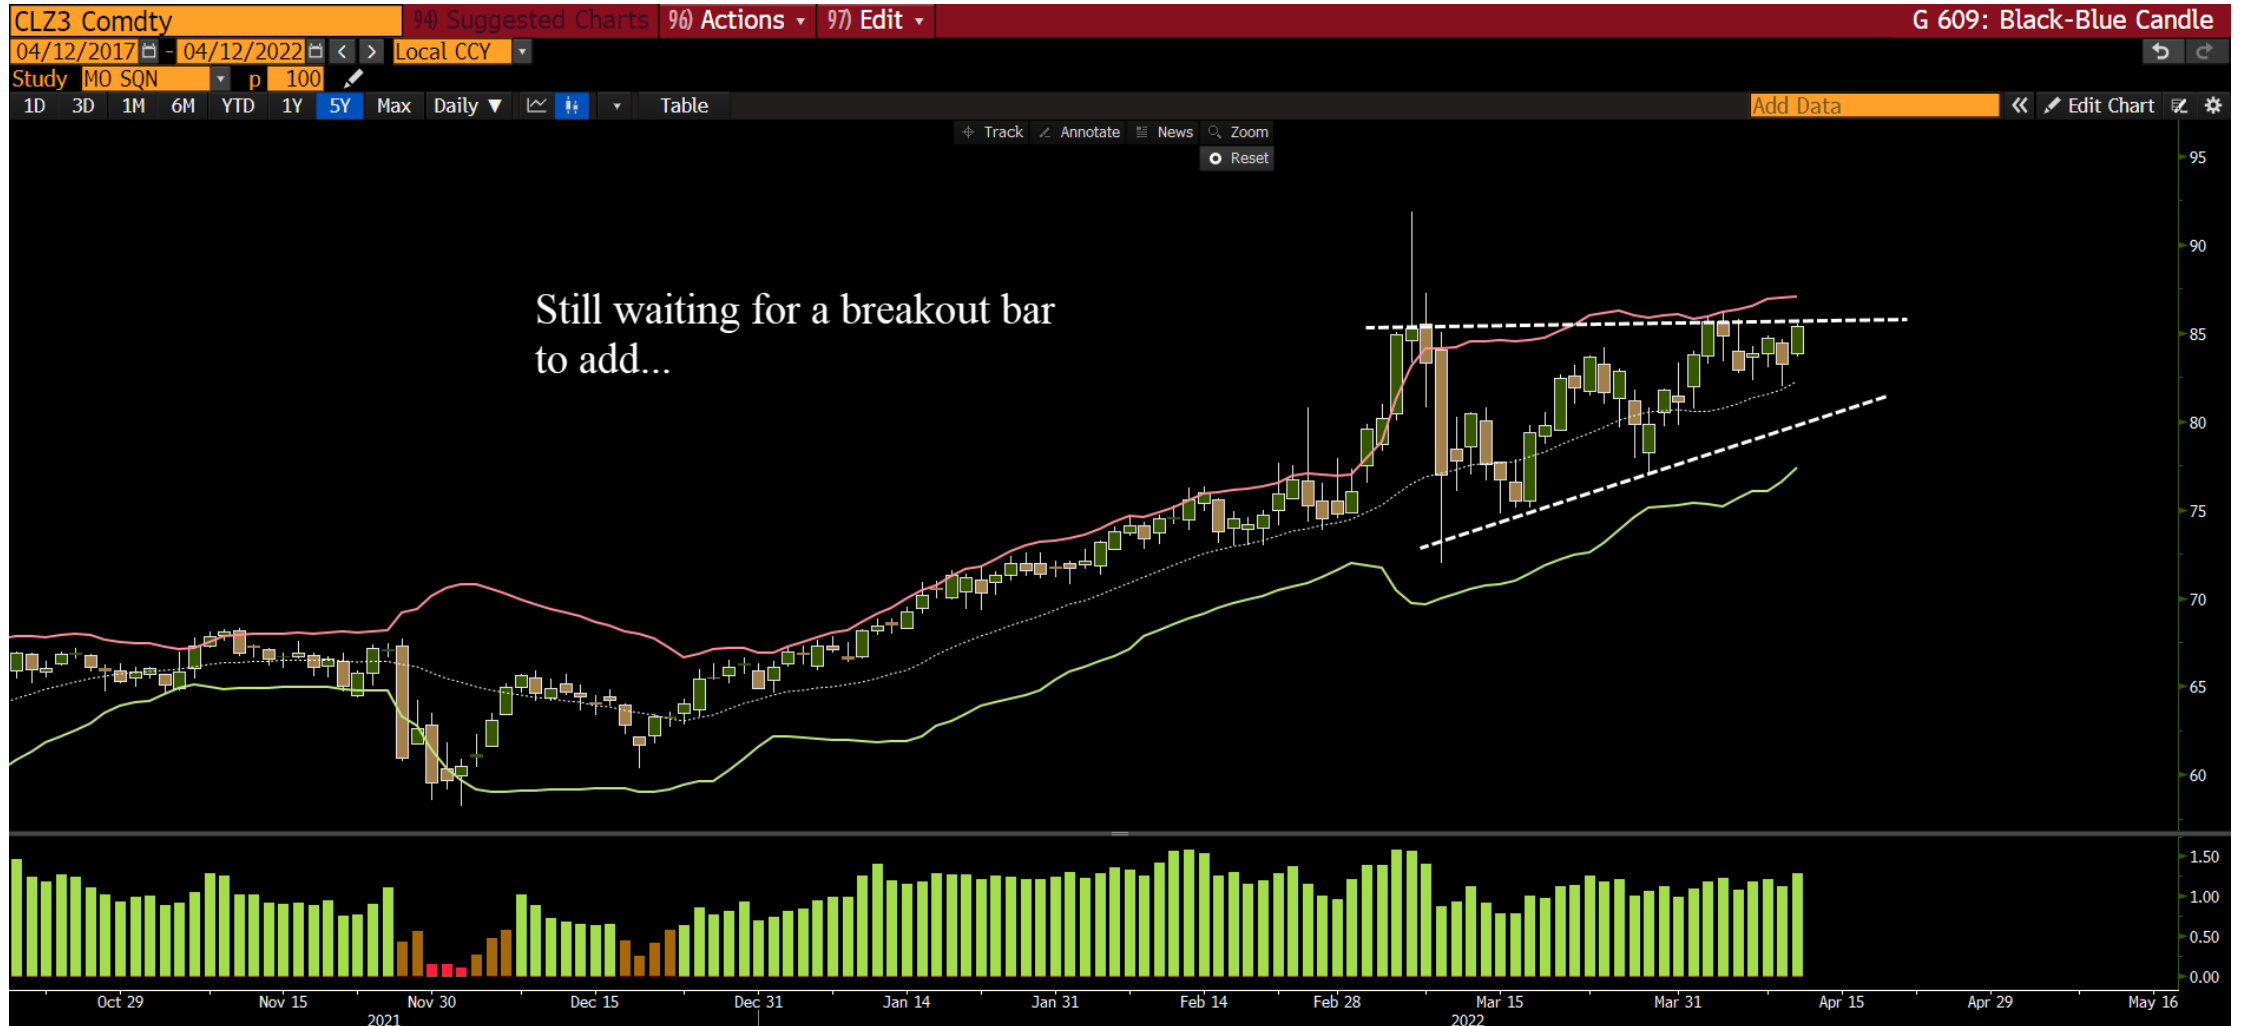 CLZ3 Comdty 94) Suggested Charts 96) Actions 97) Edit G 609: Black-Blue Candle
04/12/2017 - 04/12/2022 Local CCY
Study MO SQN p 100
1D 3D 1M 6M YTD 1Y 5Y Max Daily ▼ Table Add Data « Edit Chart
Track Annotate News Zoom
Reset
Still waiting for a breakout bar
to add...
95
90
85
80
75
70
65
60
1.50
1.00
0.50
0.00
Oct 29 Nov 15 Nov 30 Dec 15 Dec 31 Jan 14 Jan 31 Feb 14 Feb 28 Mar 15 Mar 31 Apr 15 Apr 29 May 16
2021 2022